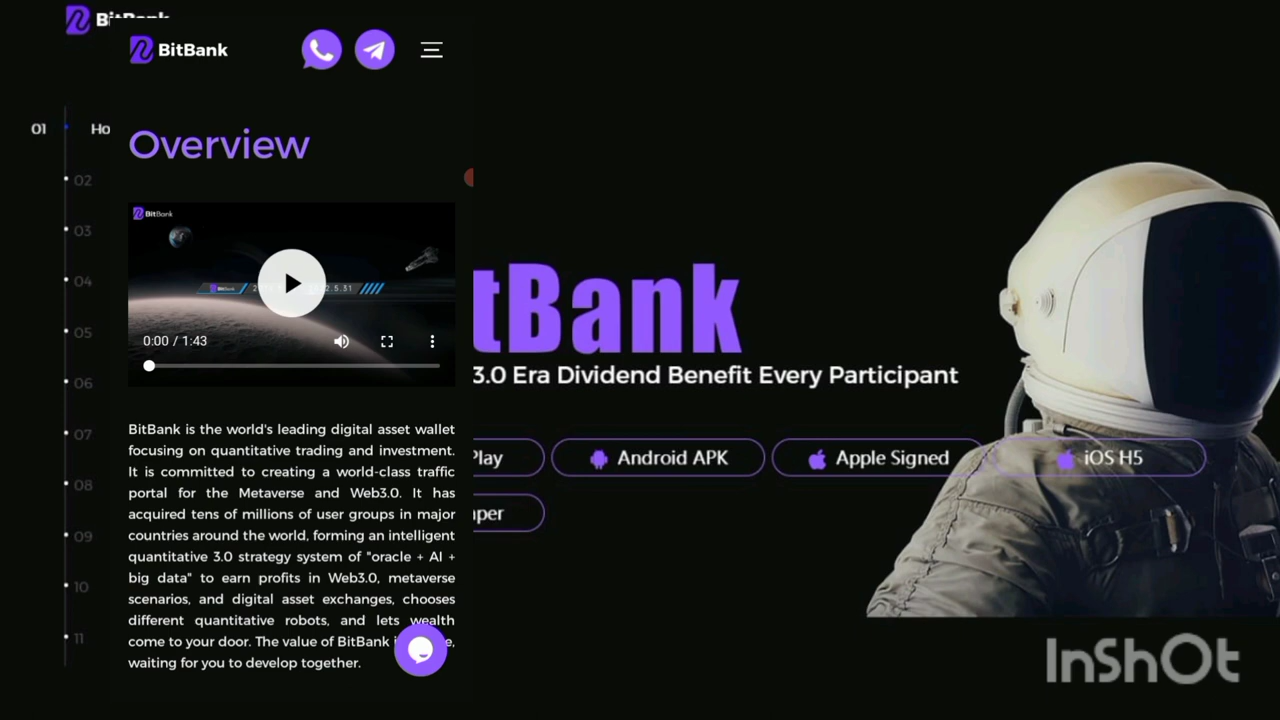 BitBank
BitBank
Overview
01
Ho
02
03
04
05
06
07
08
09
10
11
BitBank
0:00 / 1:43
BitBank is the world's leading digital asset wallet
focusing on quantitative trading and investment.
It is committed to creating a world-class traffic
portal for the Metaverse and Web3.0. It has
acquired tens of millions of user groups in major
countries around the world, forming an intelligent
quantitative 3.0 strategy system of "oracle + AI +
big data" to earn profits in Web3.0, metaverse
scenarios, and digital asset exchanges, chooses
different quantitative robots, and lets wealth
come to your door. The value of BitBank
waiting for you to develop together.
tBank
3.0 Era Dividend Benefit Every Participant
Play
Android APK
Apple Signed
iOS H5
per
InShOt